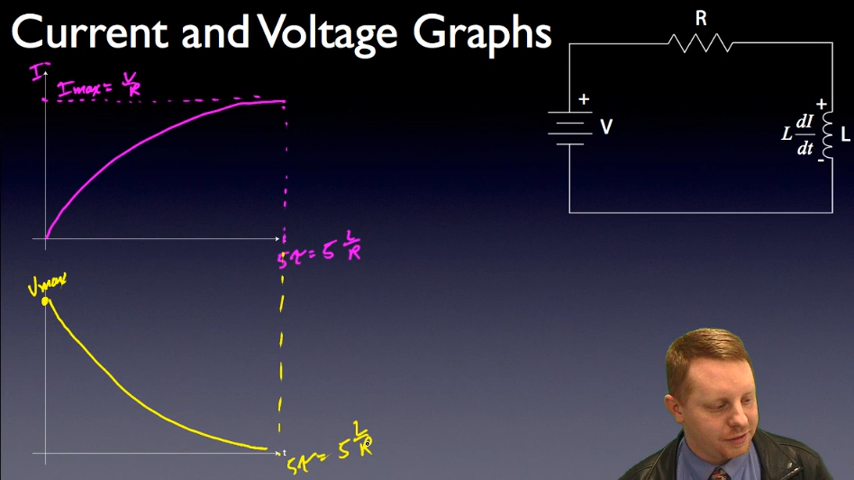 Current and Voltage Graphs
I
Imax = V/R
5τ = 5 L/R
Vmax
t
5τ = 5 L/R
R
+
V
+
L dI/dt
L
-